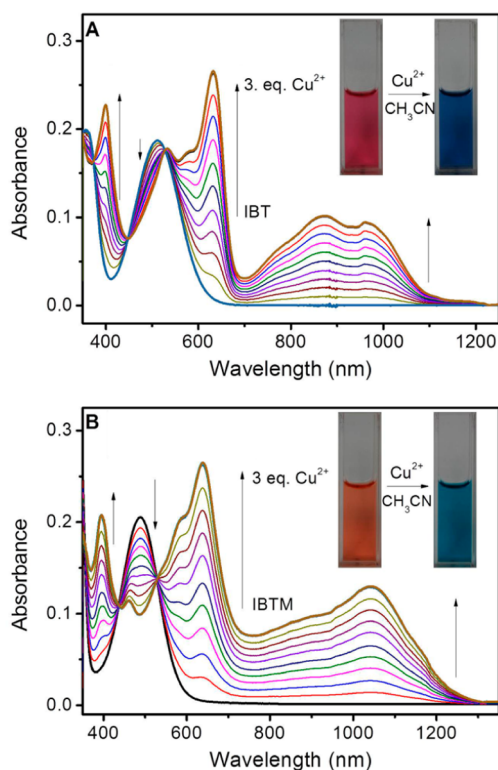 A
0.3
0.2
0.1
0.0
Absorbance
3. eq. Cu²⁺
IBT
Cu²⁺
CH₃CN
400 600 800 1000 1200
Wavelength (nm)
B
0.3
0.2
0.1
0.0
Absorbance
3 eq. Cu²⁺
IBTM
Cu²⁺
CH₃CN
400 600 800 1000 1200
Wavelength (nm)